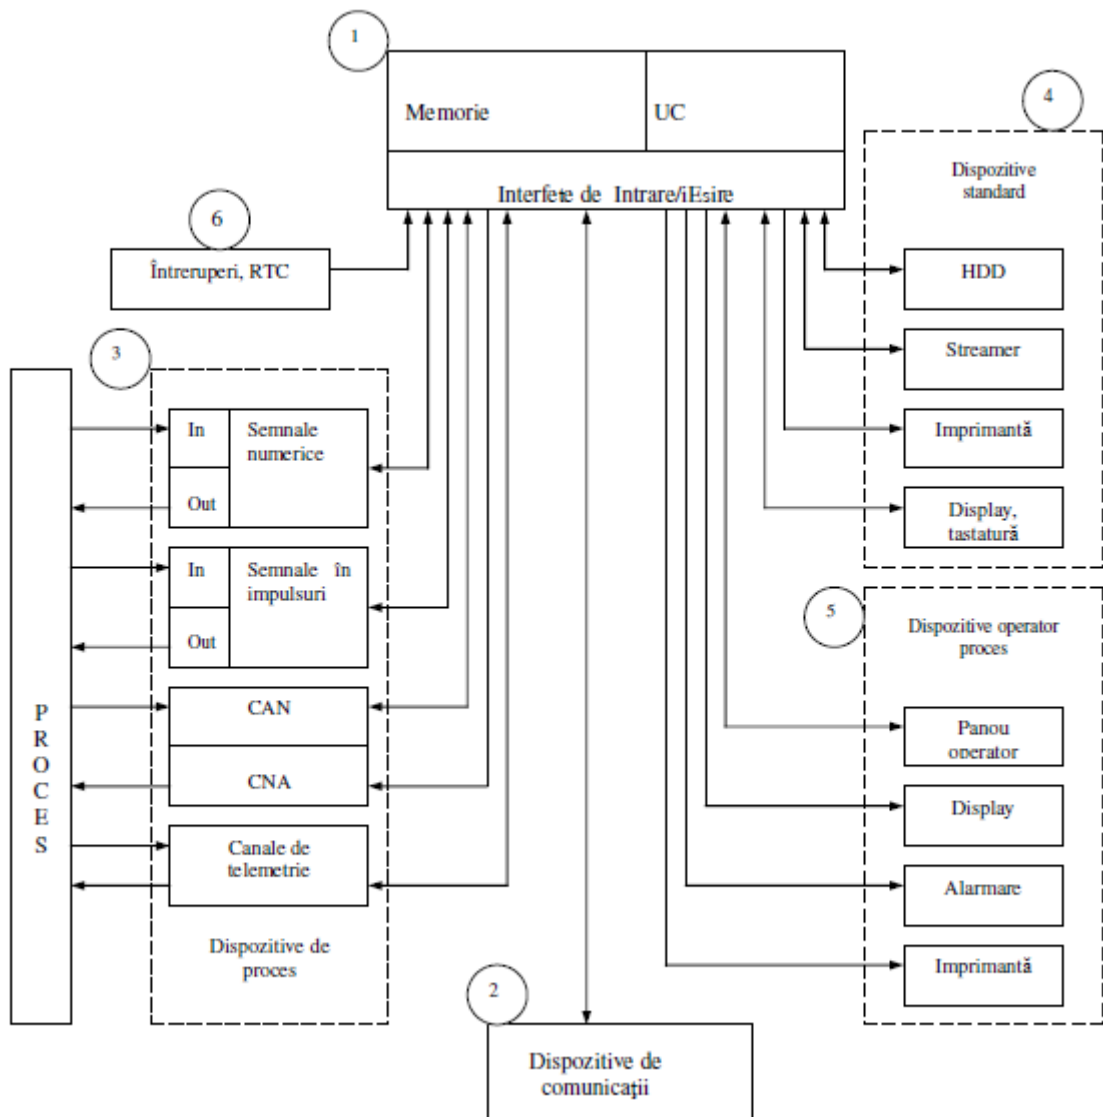 1
Memorie
UC
Interfețe de Intrare/iEsire
4
Dispozitive
standard
HDD
Streamer
Imprimantă
Display,
tastatură
6
Întreruperi, RTC
3
In
Semnale
numerice
Out
In
Semnale în
impulsuri
Out
CAN
CNA
Canale de
telemetrie
Dispozitive de
proces
P
R
O
C
E
S
5
Dispozitive operator
proces
Panou
operator
Display
Alarmare
Imprimantă
2
Dispozitive de
comunicaţii